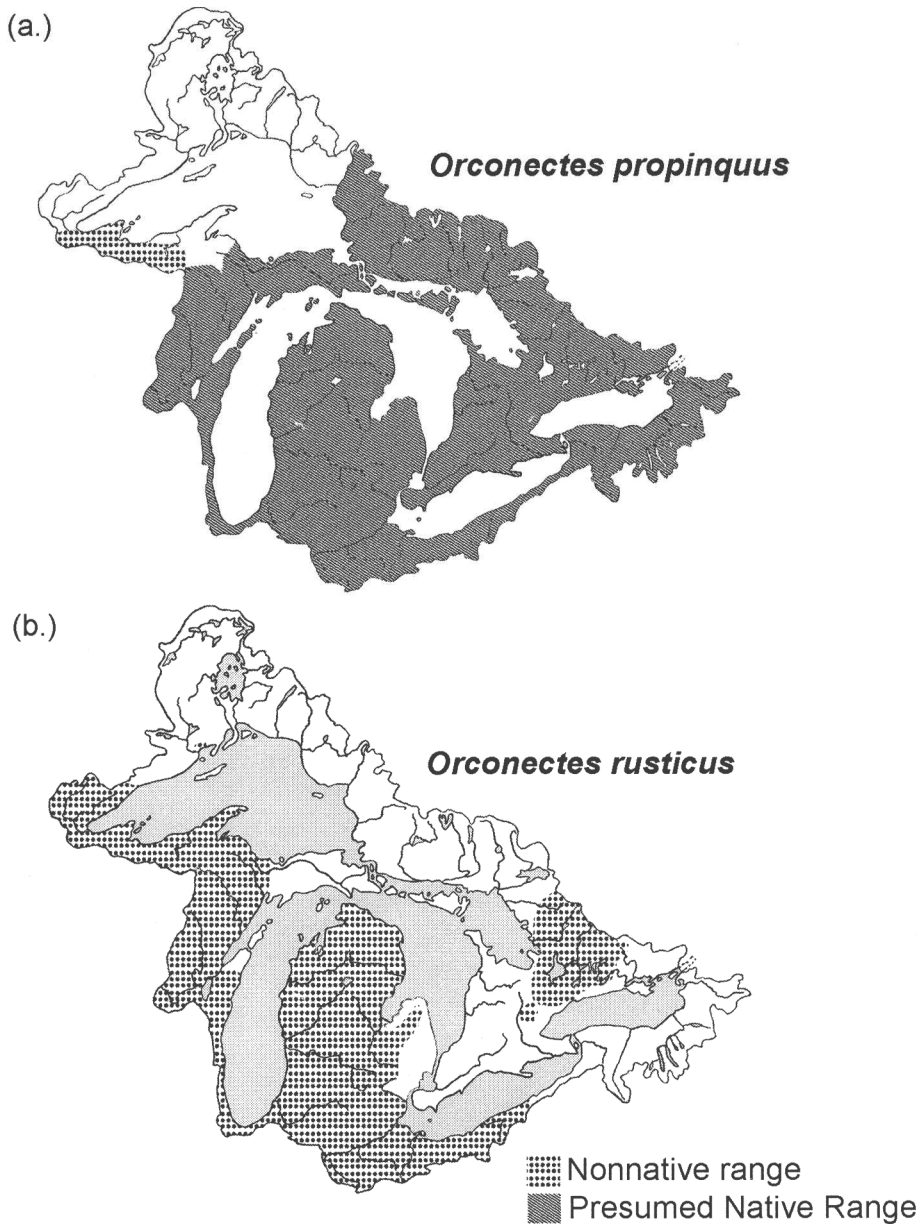 (a.)
Orconectes propinquus
(b.)
Orconectes rusticus
Nonnative range
Presumed Native Range